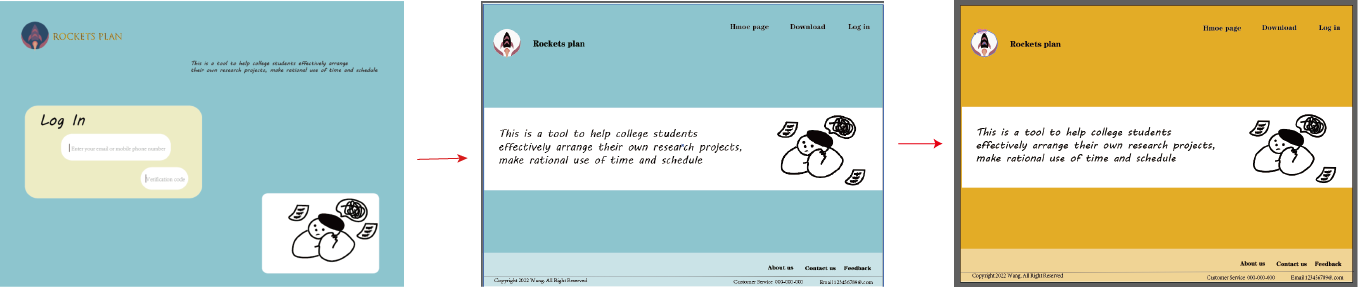 ROCKETS PLAN
This is a tool to help college students effectively arrange
their own research projects, make rational use of time and schedule
Log In
Enter your email or mobile phone number
Verification code
Hmoe page Download Log in
Rockets plan
This is a tool to help college students
effectively arrange their own research projects,
make rational use of time and schedule
About us Contact us Feedback
Copyright 2022 Wang. All Right Reserved
Customer Service 000-000-000 Email 123456789@.com
Hmoe page Download Log in
Rockets plan
This is a tool to help college students
effectively arrange their own research projects,
make rational use of time and schedule
About us Contact us Feedback
Copyright 2022 Wang. All Right Reserved
Customer Service 000-000-000 Email 123456789@.com